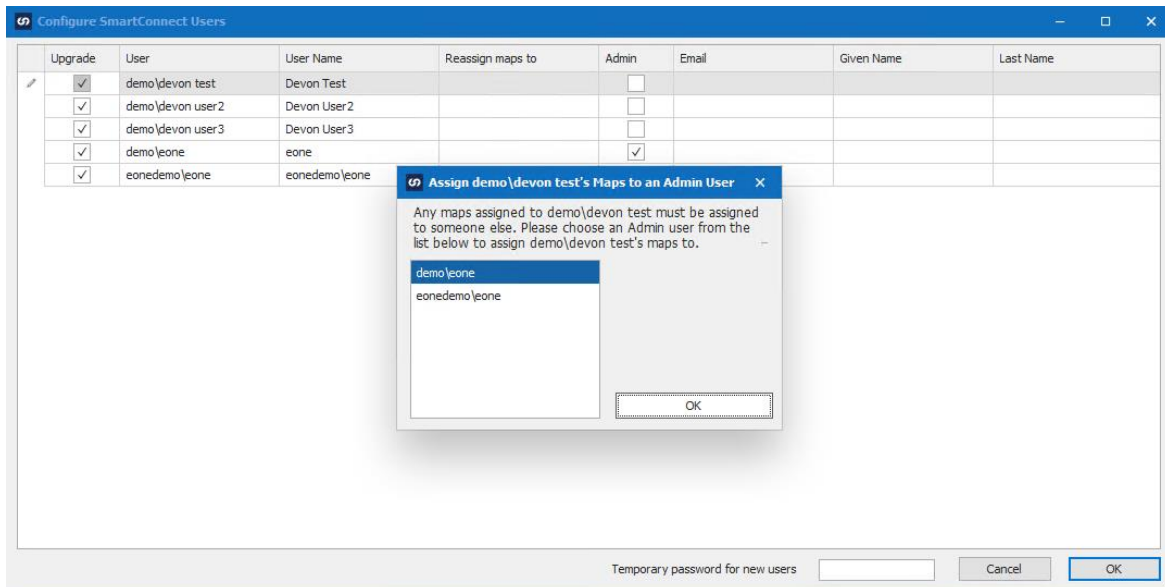 Configure SmartConnect Users
Upgrade User User Name Reassign maps to Admin Email Given Name Last Name
demo\devon test Devon Test
demo\devon user2 Devon User2
demo\devon user3 Devon User3
demo\eone eone
eonedemo\eone eonedemo\eone
Assign demo\devon test's Maps to an Admin User
Any maps assigned to demo\devon test must be assigned
to someone else. Please choose an Admin user from the
list below to assign demo\devon test's maps to.
demo\eone
eonedemo\eone
OK
Temporary password for new users Cancel OK